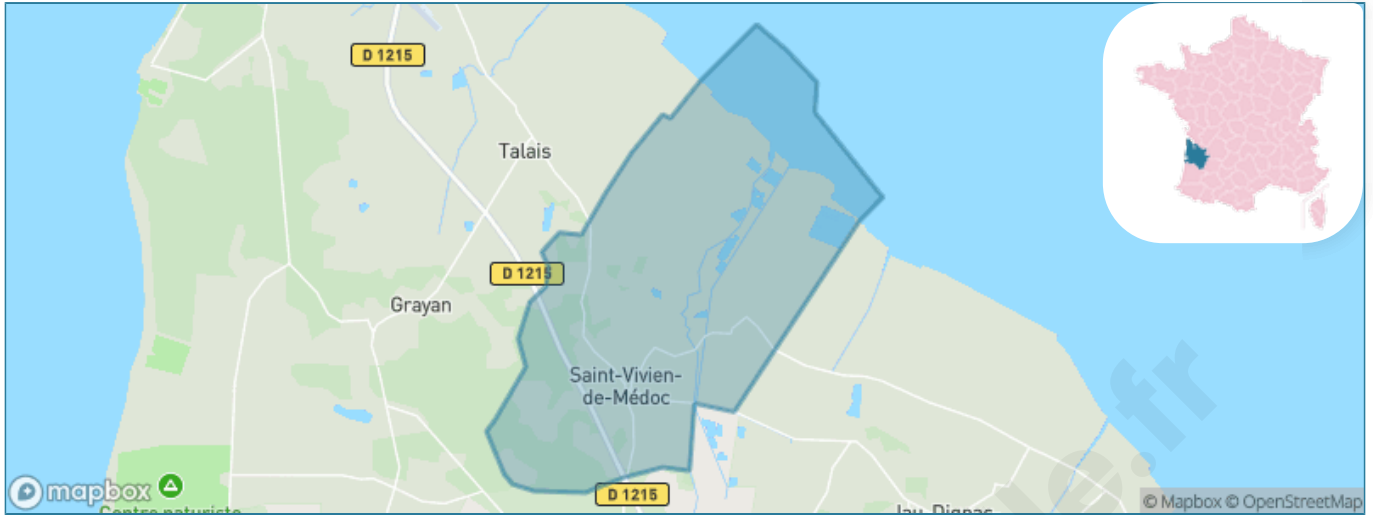 D 1215
Talais
D 1215
Grayan
Saint-Vivien-
de-Médoc
D 1215
mapbox
© Mapbox © OpenStreetMap